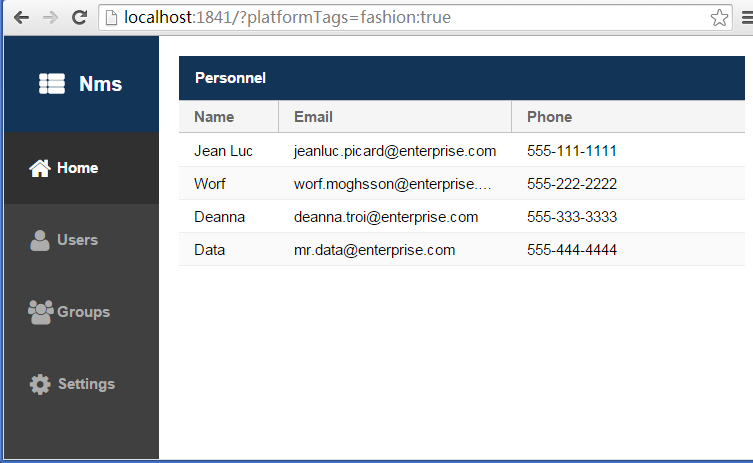 localhost:1841/?platformTags=fashion:true
Nms
Home
Users
Groups
Settings
Personnel
Name Email Phone
Jean Luc jeanluc.picard@enterprise.com 555-111-1111
Worf worf.moghsson@enterprise.... 555-222-2222
Deanna deanna.troi@enterprise.com 555-333-3333
Data mr.data@enterprise.com 555-444-4444